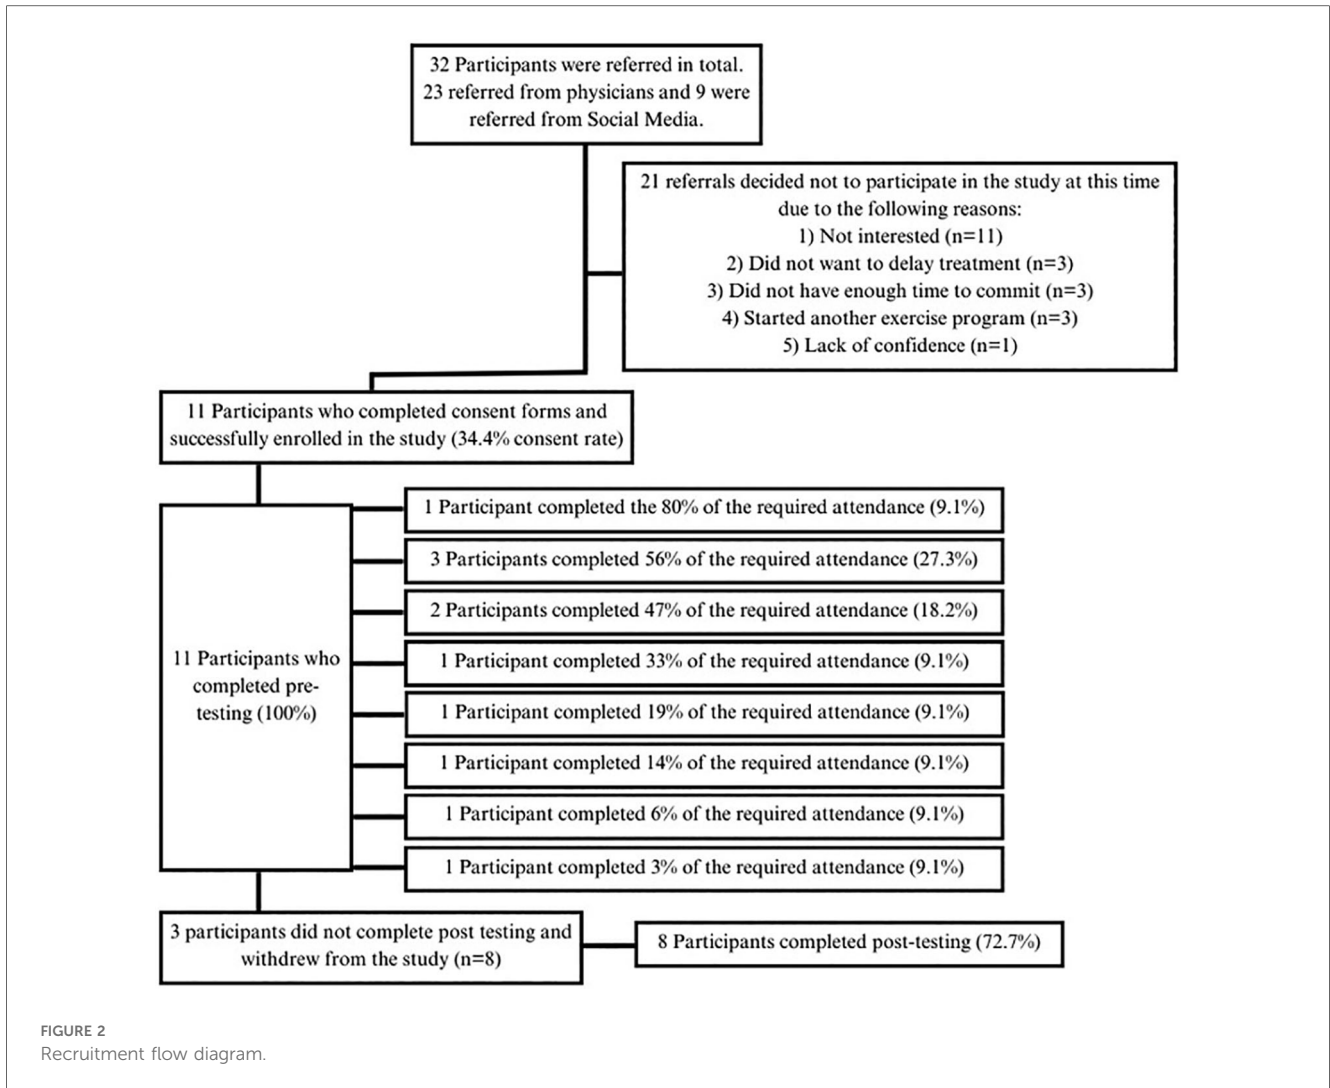 32 Participants were referred in total.
23 referred from physicians and 9 were
referred from Social Media.
21 referrals decided not to participate in the study at this time
due to the following reasons:
1) Not interested (n=11)
2) Did not want to delay treatment (n=3)
3) Did not have enough time to commit (n=3)
4) Started another exercise program (n=3)
5) Lack of confidence (n=1)
11 Participants who completed consent forms and
successfully enrolled in the study (34.4% consent rate)
11 Participants who
completed pre-
testing (100%)
1 Participant completed the 80% of the required attendance (9.1%)
3 Participants completed 56% of the required attendance (27.3%)
2 Participants completed 47% of the required attendance (18.2%)
1 Participant completed 33% of the required attendance (9.1%)
1 Participant completed 19% of the required attendance (9.1%)
1 Participant completed 14% of the required attendance (9.1%)
1 Participant completed 6% of the required attendance (9.1%)
1 Participant completed 3% of the required attendance (9.1%)
3 participants did not complete post testing and
withdrew from the study (n=8)
8 Participants completed post-testing (72.7%)
FIGURE 2
Recruitment flow diagram.